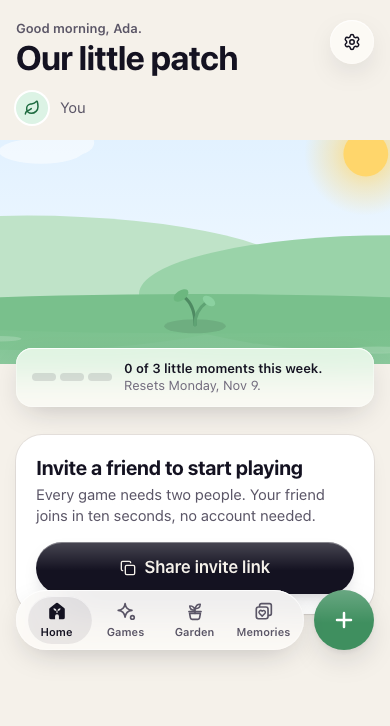 Good morning, Ada.
Our little patch
You
0 of 3 little moments this week.
Resets Monday, Nov 9.
Invite a friend to start playing
Every game needs two people. Your friend
joins in ten seconds, no account needed.
Share invite link
Home
Games
Garden
Memories